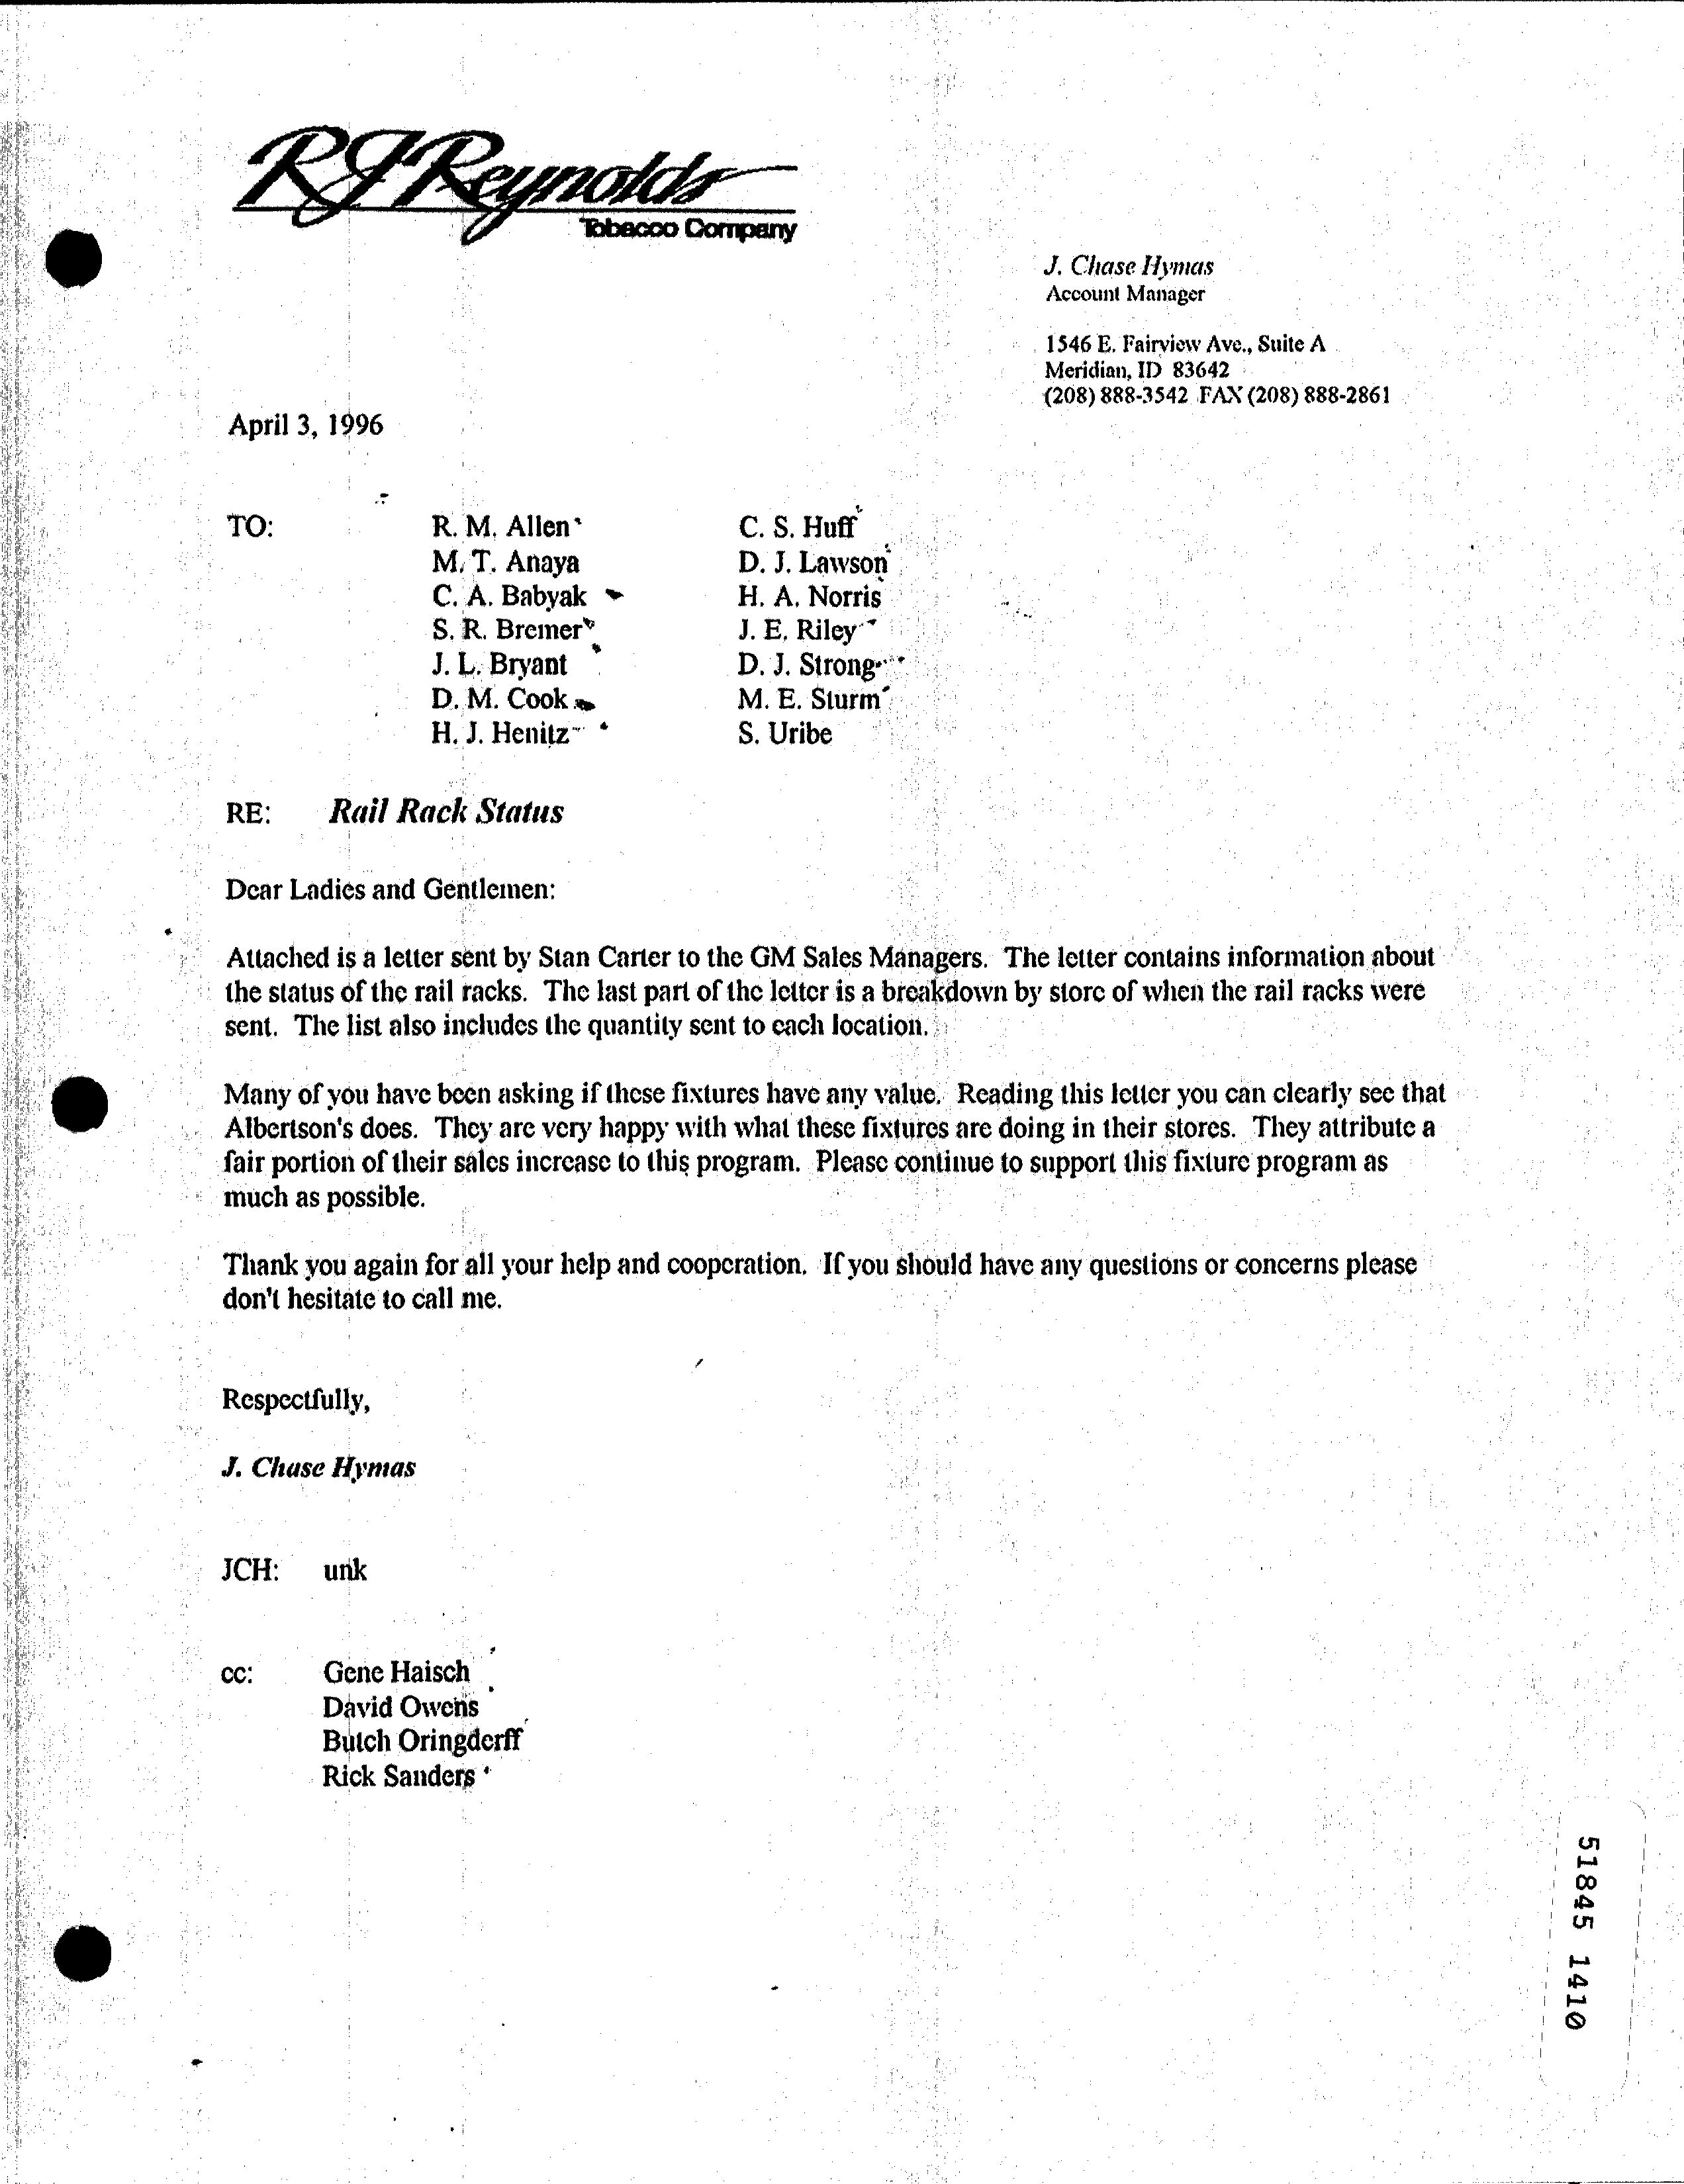 RJReynolds
Tobacco Company
J. Chase Hymas
Account Manager
1546 E. Fairview Ave., Suite A
Meridian, ID 83642
(208) 888-3542 FAX (208) 888-2861
April 3, 1996
TO: R. M. Allen C. S. Huff
M. T. Anaya D. J. Lawson
C. A. Babyak H. A. Norris
S. R. Bremer J. E. Riley
J. L. Bryant D. J. Strong
D. M. Cook M. E. Sturm
H. J. Henitz S. Uribe
RE: Rail Rack Status
Dear Ladies and Gentlemen:
Attached is a letter sent by Stan Carter to the GM Sales Managers. The letter contains information about
the status of the rail racks. The last part of the letter is a breakdown by store of when the rail racks were
sent. The list also includes the quantity sent to each location.
Many of you have been asking if these fixtures have any value. Reading this letter you can clearly see that
Albertson's does. They are very happy with what these fixtures are doing in their stores. They attribute a
fair portion of their sales increase to this program. Please continue to support this fixture program as
much as possible.
Thank you again for all your help and cooperation. If you should have any questions or concerns please
don't hesitate to call me.
Respectfully,
J. Chase Hymas
JCH: unk
cc: Gene Haisch
David Owens
Butch Oringderff
Rick Sanders
51845 1410